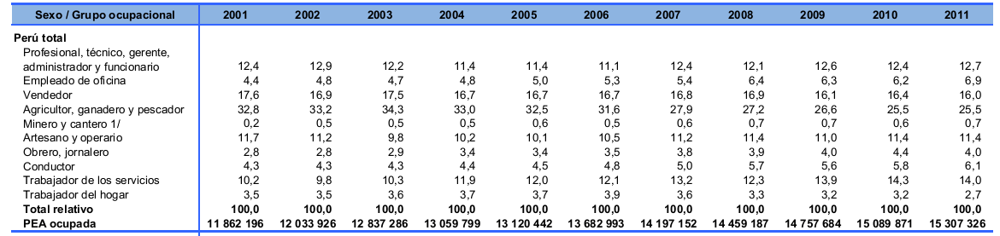 Sexo / Grupo ocupacional 2001 2002 2003 2004 2005 2006 2007 2008 2009 2010 2011
Perú total
Profesional, técnico, gerente,
administrador y funcionario 12,4 12,9 12,2 11,4 11,4 11,1 12,4 12,1 12,6 12,4 12,7
Empleado de oficina 4,4 4,8 4,7 4,8 5,0 5,3 5,4 6,4 6,3 6,2 6,9
Vendedor 17,6 16,9 17,5 16,7 16,7 16,7 16,8 16,9 16,1 16,4 16,0
Agricultor, ganadero y pescador 32,8 33,2 34,3 33,0 32,5 31,6 27,9 27,2 26,6 25,5 25,5
Minero y cantero 1/ 0,2 0,5 0,5 0,5 0,6 0,5 0,6 0,7 0,7 0,6 0,7
Artesano y operario 11,7 11,2 9,8 10,2 10,1 10,5 11,2 11,4 11,0 11,4 11,4
Obrero, jornalero 2,8 2,8 2,9 3,4 3,4 3,5 3,8 3,9 4,0 4,4 4,0
Conductor 4,3 4,3 4,3 4,4 4,5 4,8 5,0 5,7 5,6 5,8 6,1
Trabajador de los servicios 10,2 9,8 10,3 11,9 12,0 12,1 13,2 12,3 13,9 14,3 14,0
Trabajador del hogar 3,5 3,5 3,6 3,7 3,7 3,9 3,6 3,3 3,2 3,2 2,7
Total relativo 100,0 100,0 100,0 100,0 100,0 100,0 100,0 100,0 100,0 100,0 100,0
PEA ocupada 11 862 196 12 033 926 12 837 286 13 059 799 13 120 442 13 682 993 14 197 152 14 459 187 14 757 684 15 089 871 15 307 326